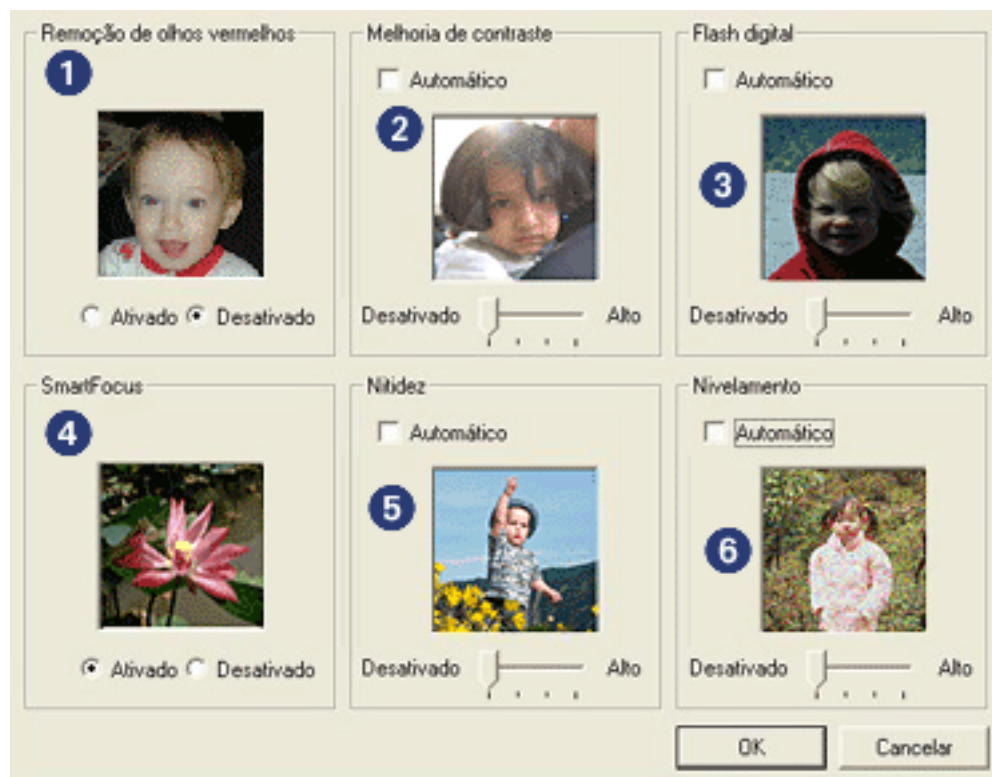 Remoção de olhos vermelhos
1
Ativado Desativado
Melhoria de contraste
Automático
2
Desativado Alto
Flash digital
Automático
3
Desativado Alto
SmartFocus
4
Ativado Desativado
Nitidez
Automático
5
Desativado Alto
Nivelamento
Automático
6
Desativado Alto
OK Cancelar